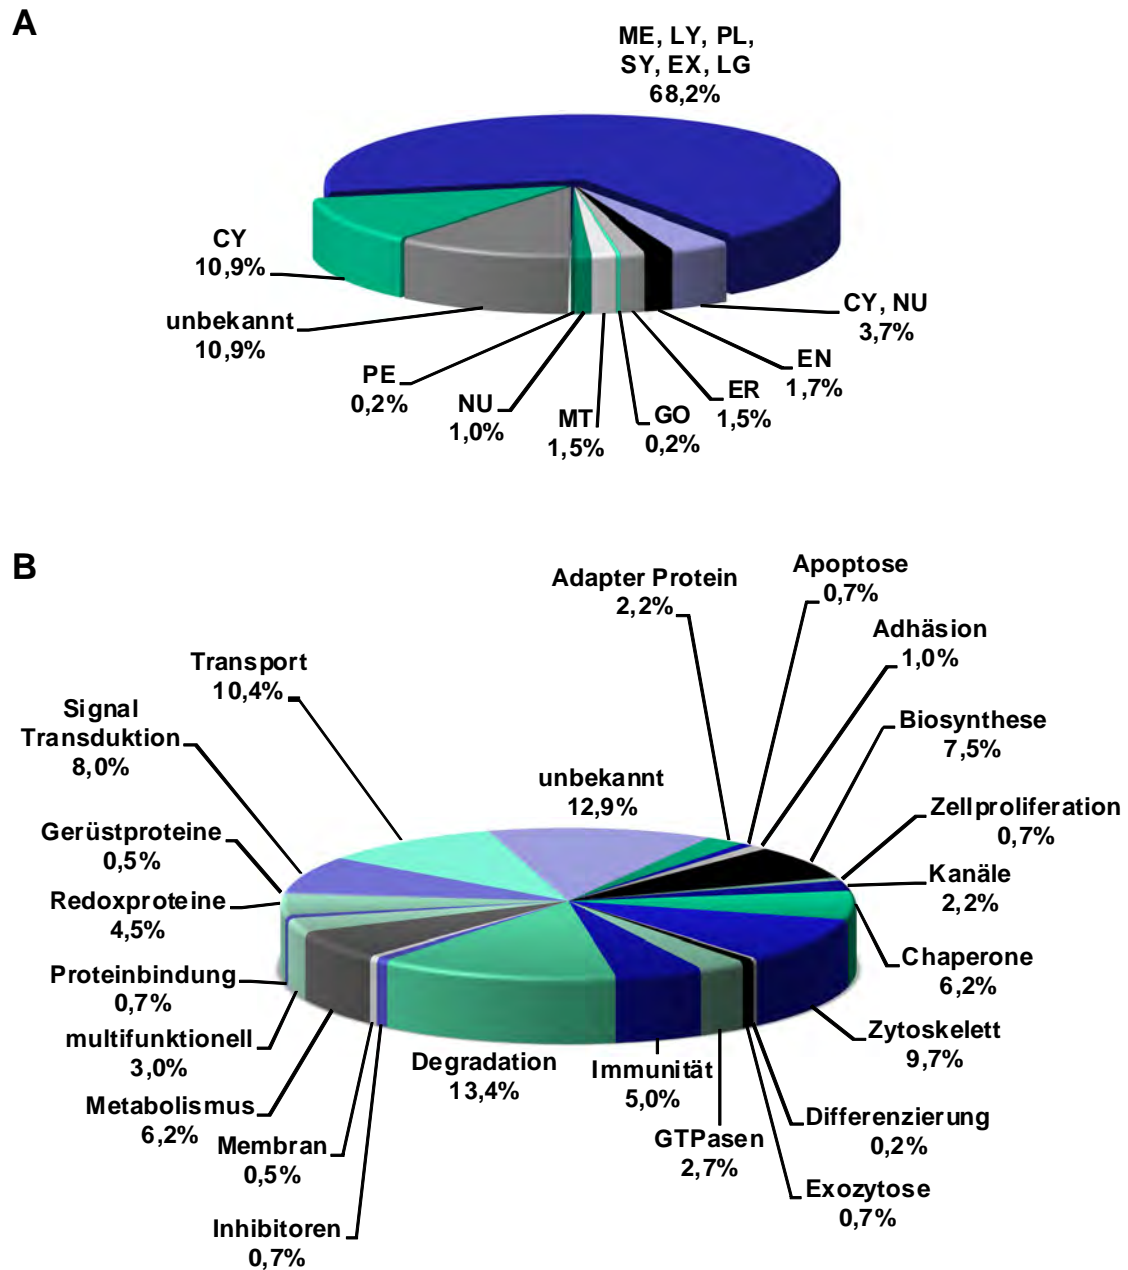 A
ME, LY, PL,
SY, EX, LG
68,2%
CY
10,9%
unbekannt
10,9%
PE
0,2%
NU
1,0%
MT
1,5%
GO
0,2%
ER
1,5%
EN
1,7%
CY, NU
3,7%
B
Adapter Protein
2,2%
Apoptose
0,7%
Adhäsion
1,0%
Biosynthese
7,5%
Zellproliferation
0,7%
Kanäle
2,2%
Chaperone
6,2%
Zytoskelett
9,7%
Differenzierung
0,2%
Exozytose
0,7%
GTPasen
2,7%
Immunität
5,0%
Degradation
13,4%
Inhibitoren
0,7%
Membran
0,5%
Metabolismus
6,2%
multifunktionell
3,0%
Proteinbindung
0,7%
Redoxproteine
4,5%
Gerüstproteine
0,5%
Signal
Transduktion
8,0%
Transport
10,4%
unbekannt
12,9%